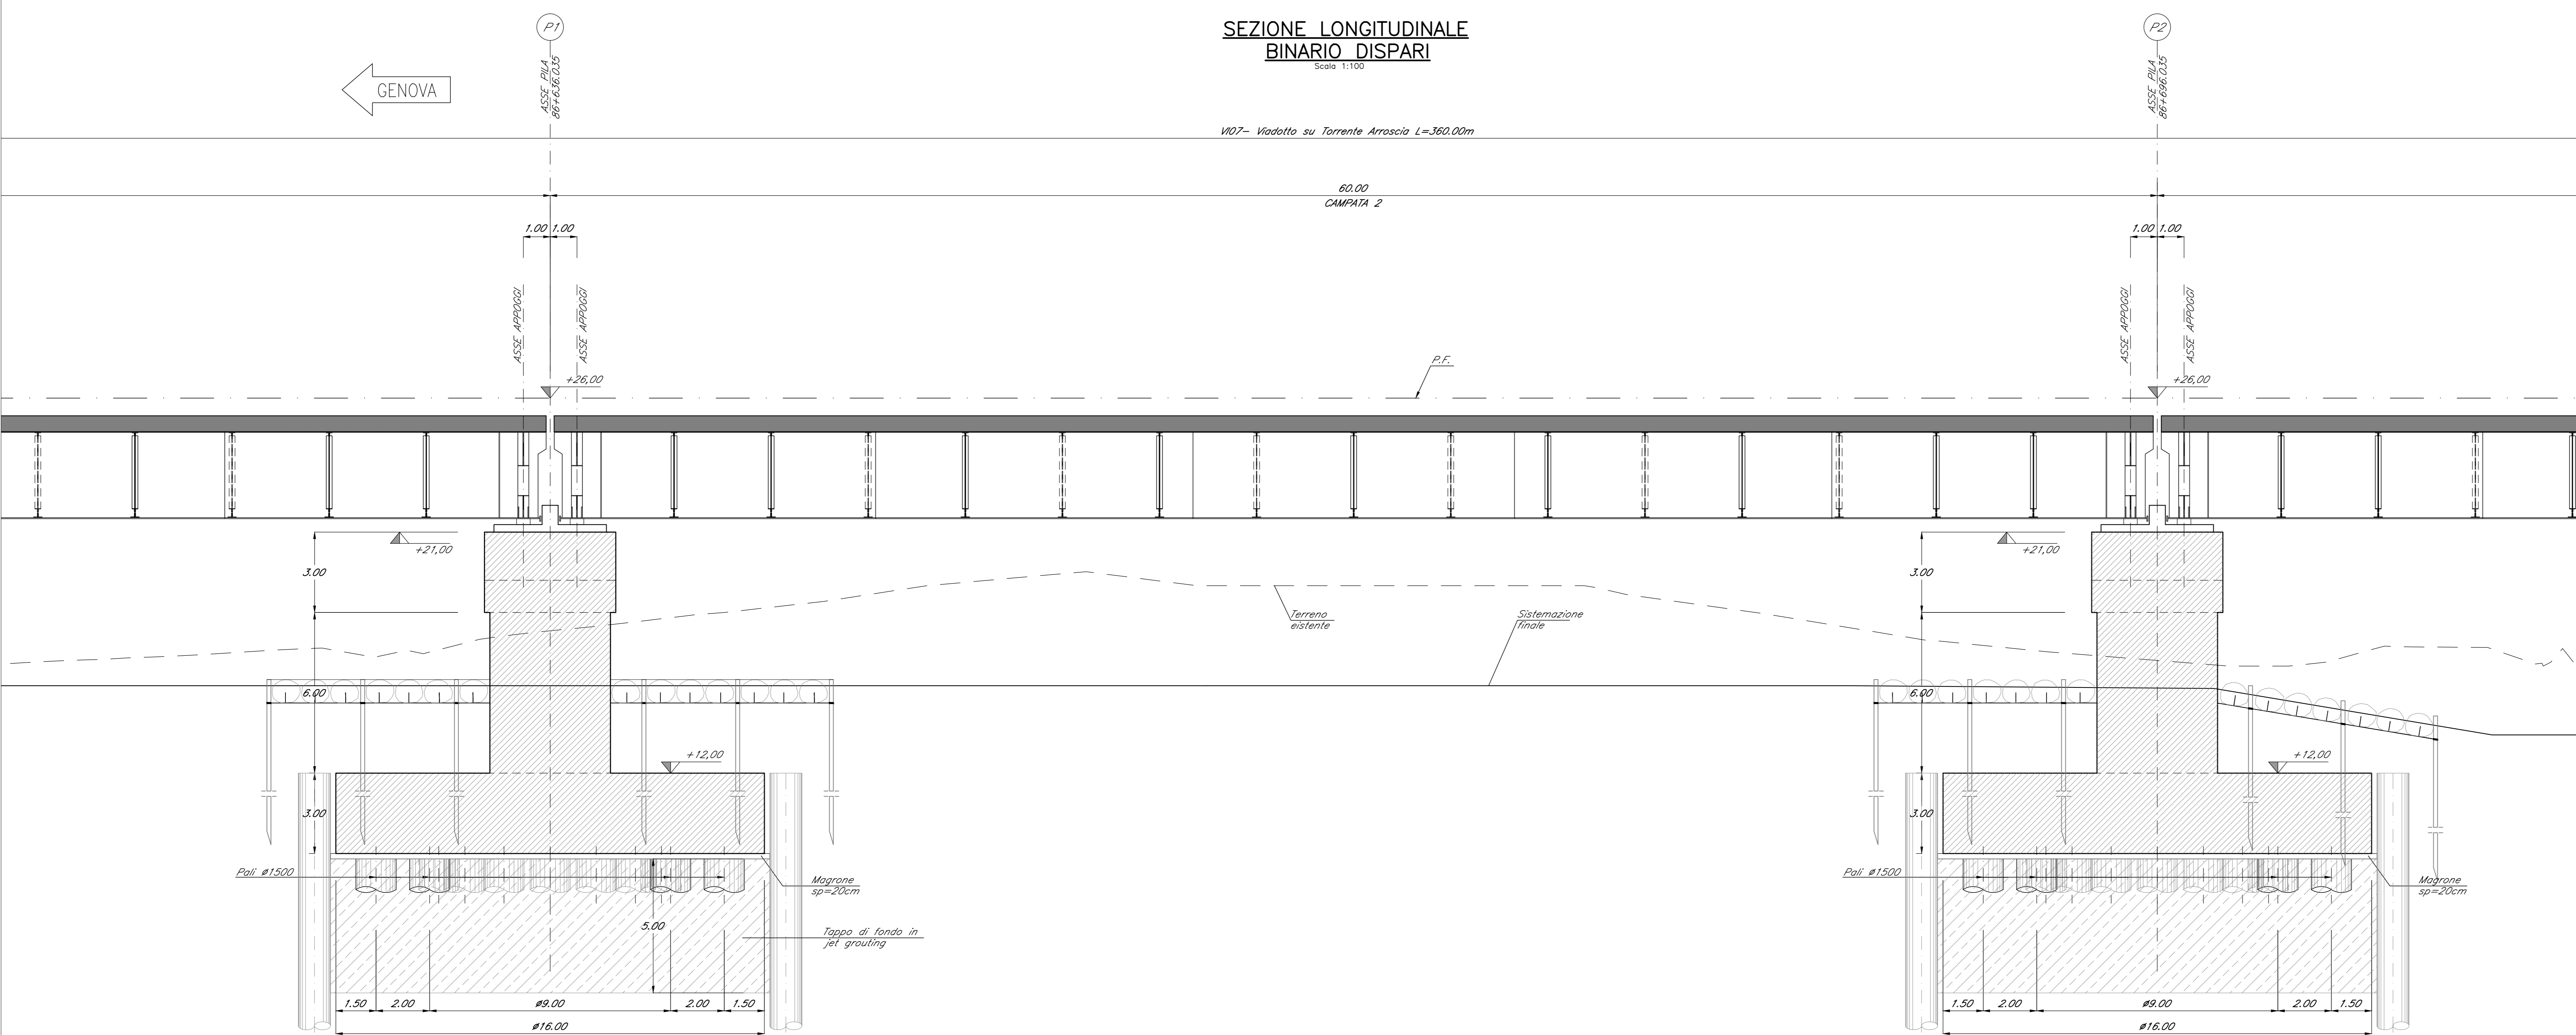 P1
SEZIONE LONGITUDINALE
BINARIO DISPARI
Scala 1:100
P2
ASSE PILA
86+636.035
ASSE PILA
86+696.035
GENOVA
VI07- Viadotto su Torrente Arroscia L=360.00m
60.00
CAMPATA 2
1.00 1.00
1.00 1.00
ASSE APPOGGI
ASSE APPOGGI
ASSE APPOGGI
ASSE APPOGGI
P.F.
+26,00
+26,00
+21,00
+21,00
3.00
3.00
Terreno
eistente
Sistemazione
finale
6.00
6.00
+12,00
+12,00
3.00
3.00
Pali ø1500
Magrone
sp=20cm
Pali ø1500
Magrone
sp=20cm
5.00
Tappo di fondo in
jet grouting
1.50 2.00 ø9.00 2.00 1.50
1.50 2.00 ø9.00 2.00 1.50
ø16.00
ø16.00